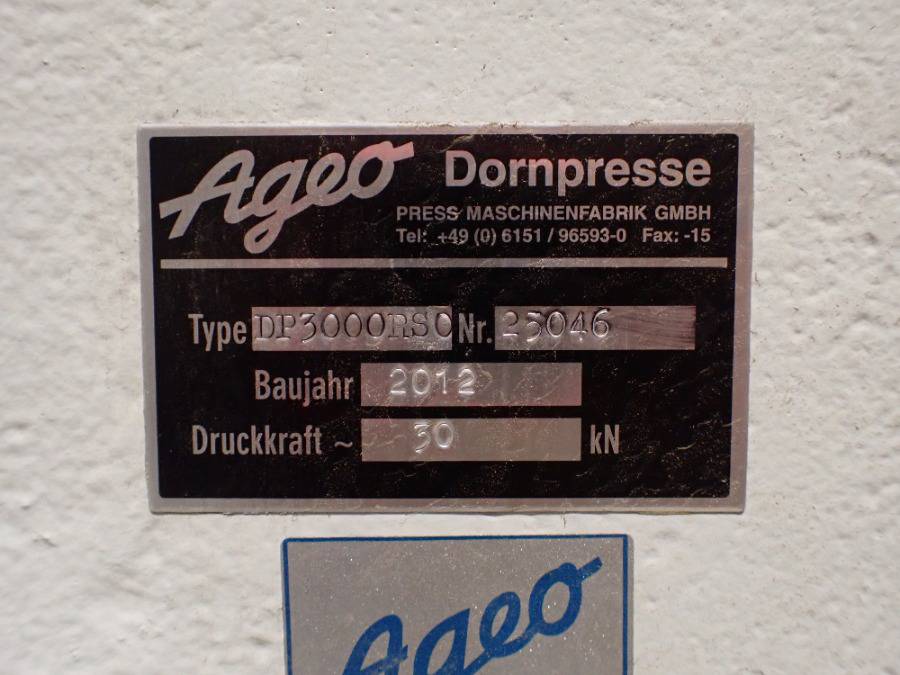 Ageo Dornpresse
PRESS MASCHINENFABRIK GMBH
Tel: +49 (0) 6151 / 96593-0 Fax: -15
Type DP3000RSC Nr. 25046
Baujahr 2012
Druckkraft ~ 30 kN
Ageo